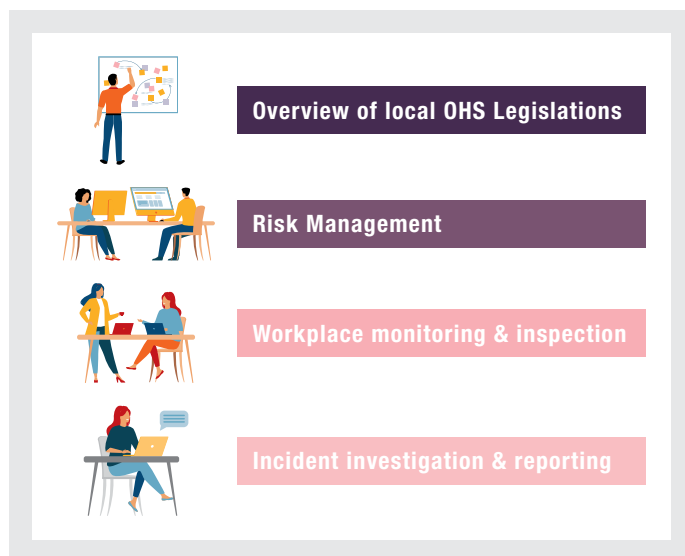 Overview of local OHS Legislations
Risk Management
Workplace monitoring & inspection
Incident investigation & reporting